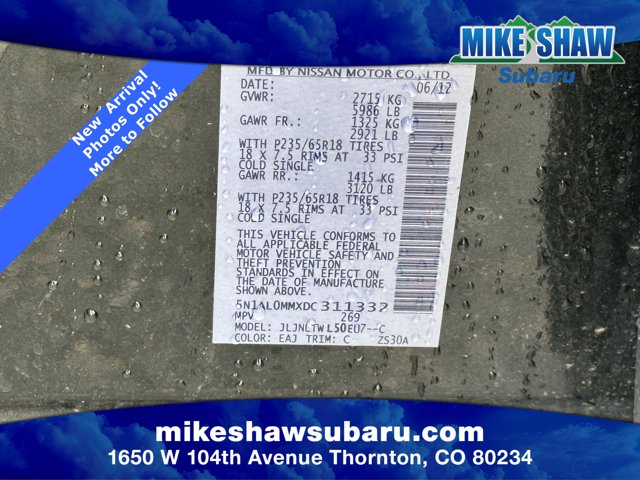 MIKE SHAW
Subaru
New Arrival
Photos Only!
More to Follow
MFD BY NISSAN MOTOR CO., LTD.
DATE: 06/12
GVWR: 2715 KG
5986 LB
GAWR FR.: 1325 KG
2921 LB
WITH P235/65R18 TIRES
18 X 7.5 RIMS AT 33 PSI
COLD SINGLE
GAWR RR.: 1415 KG
3120 LB
WITH P235/65R18 TIRES
18 X 7.5 RIMS AT 33 PSI
COLD SINGLE
THIS VEHICLE CONFORMS TO
ALL APPLICABLE FEDERAL
MOTOR VEHICLE SAFETY AND
THEFT PREVENTION
STANDARDS IN EFFECT ON
THE DATE OF MANUFACTURE
SHOWN ABOVE.
5N1AL0MMXDC311332
MPV 269
MODEL: JLJNLTWL50EU7--C
COLOR: EAJ TRIM: C ZS30A
mikeshawsubaru.com
1650 W 104th Avenue Thornton, CO 80234